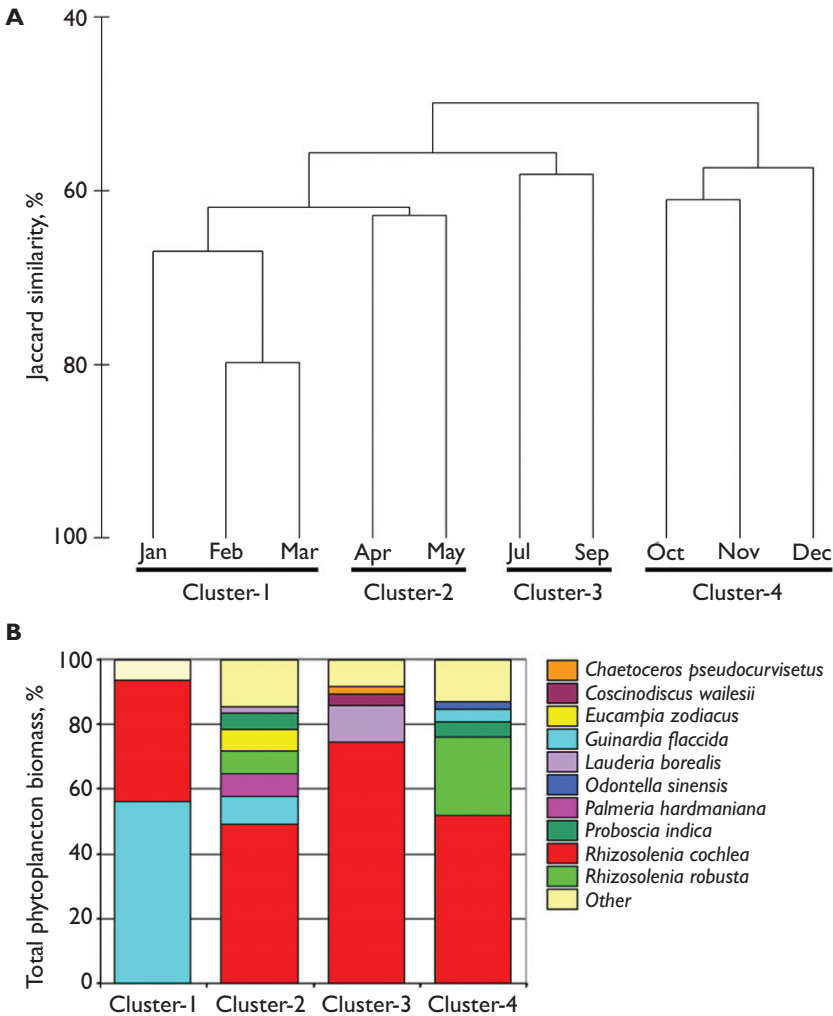 A
40
60
80
100
Jaccard similarity, %
Jan Feb Mar Apr May Jul Sep Oct Nov Dec
Cluster-1 Cluster-2 Cluster-3 Cluster-4
B
100
80
60
40
20
0
Total phytoplancton biomass, %
Cluster-1 Cluster-2 Cluster-3 Cluster-4
Chaetoceros pseudocurvisetus
Coscinodiscus wailesii
Eucampia zodiacus
Guinardia flaccida
Lauderia borealis
Odontella sinensis
Palmeria hardmaniana
Proboscia indica
Rhizosolenia cochlea
Rhizosolenia robusta
Other